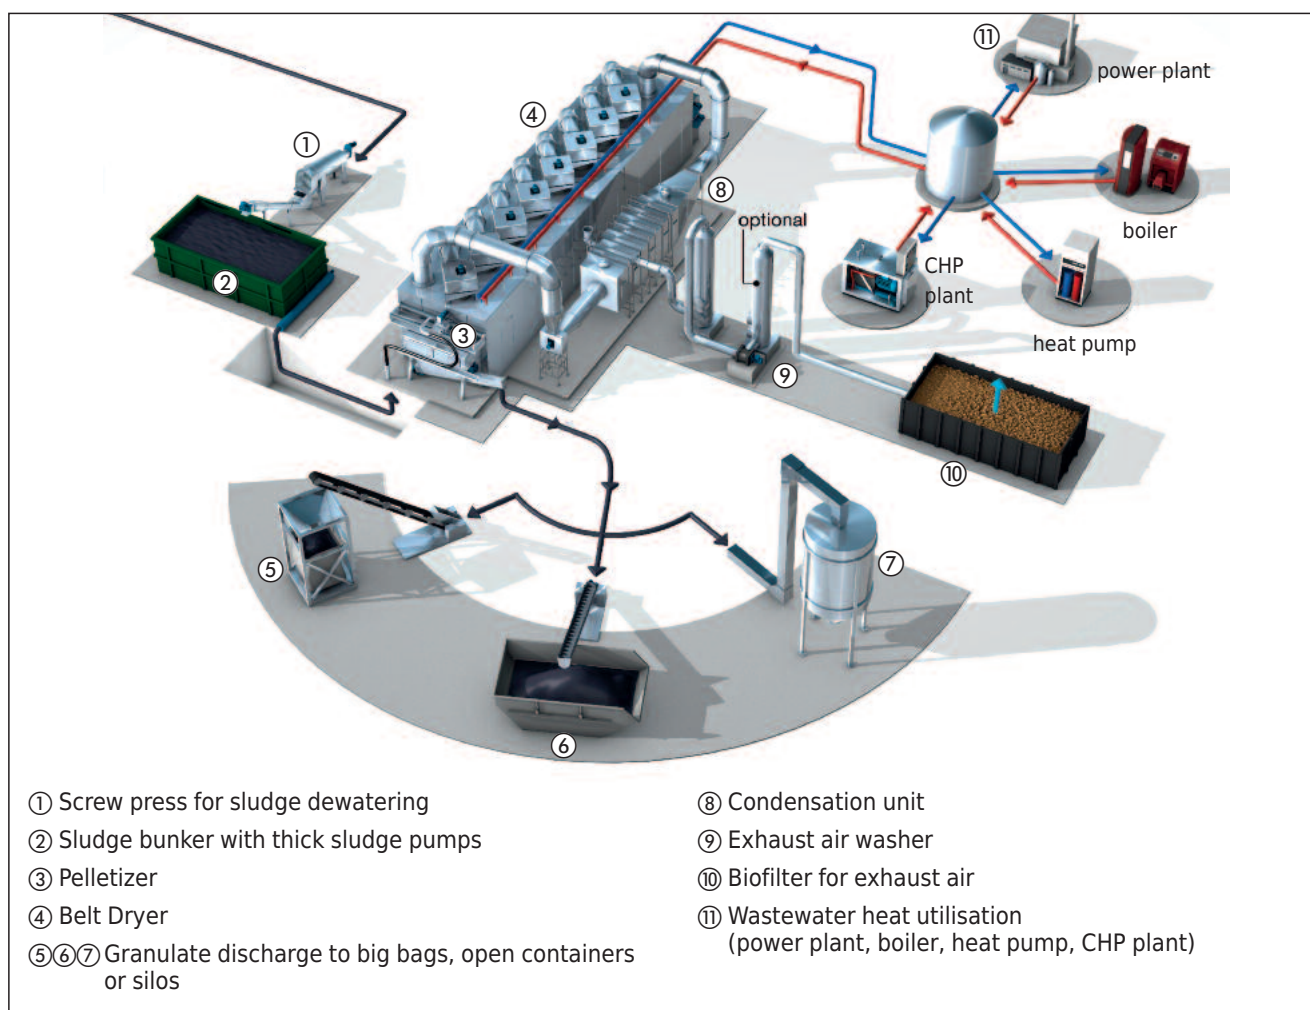 ⑪
power plant
④
①
⑧
optional
boiler
CHP
plant
②
③
heat pump
⑨
⑩
⑤
⑦
⑥
① Screw press for sludge dewatering
② Sludge bunker with thick sludge pumps
③ Pelletizer
④ Belt Dryer
⑤⑥⑦ Granulate discharge to big bags, open containers
or silos
⑧ Condensation unit
⑨ Exhaust air washer
⑩ Biofilter for exhaust air
⑪ Wastewater heat utilisation
(power plant, boiler, heat pump, CHP plant)